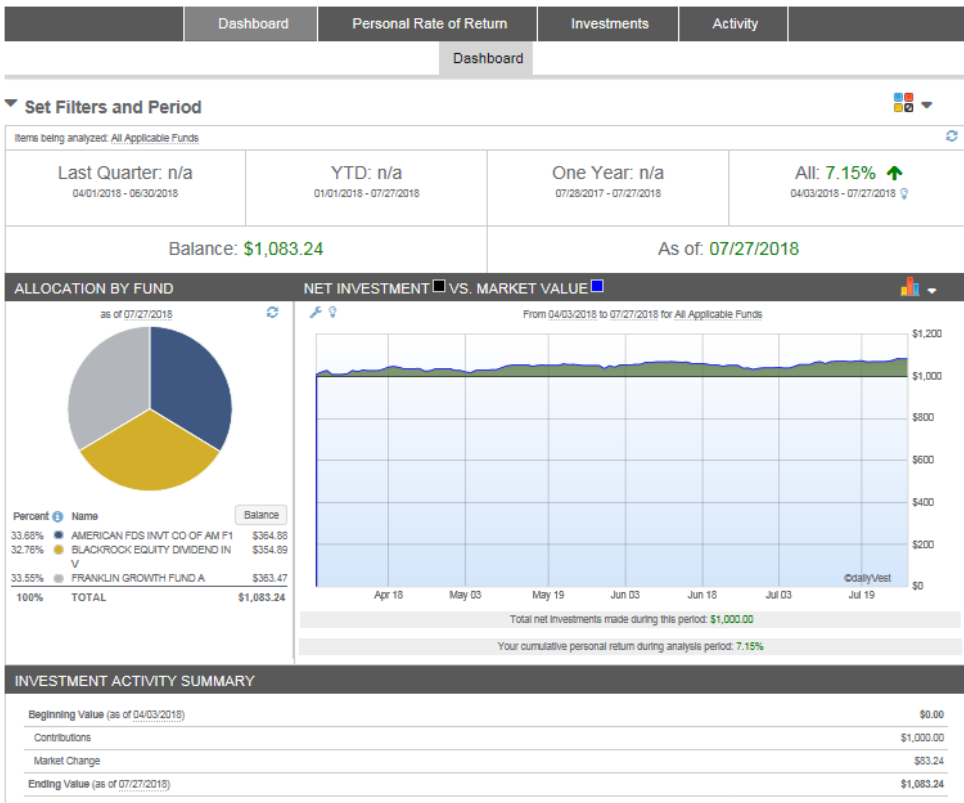 Dashboard Personal Rate of Return Investments Activity
Dashboard
Set Filters and Period
Items being analyzed: All Applicable Funds
Last Quarter: n/a YTD: n/a One Year: n/a All: 7.15%
04/01/2018 - 06/30/2018 01/01/2018 - 07/27/2018 07/28/2017 - 07/27/2018 04/03/2018 - 07/27/2018
Balance: $1,083.24 As of: 07/27/2018
ALLOCATION BY FUND
as of 07/27/2018
Percent Name Balance
33.68% AMERICAN FDS INVT CO OF AM F1 $364.88
32.76% BLACKROCK EQUITY DIVIDEND IN $354.89
V
33.55% FRANKLIN GROWTH FUND A $363.47
100% TOTAL $1,083.24
NET INVESTMENT VS. MARKET VALUE
From 04/03/2018 to 07/27/2018 for All Applicable Funds
$1,200
$1,000
$800
$600
$400
$200
©dailyVest
$0
Apr 18 May 03 May 19 Jun 03 Jun 18 Jul 03 Jul 19
Total net investments made during this period: $1,000.00
Your cumulative personal return during analysis period: 7.15%
INVESTMENT ACTIVITY SUMMARY
Beginning Value (as of 04/03/2018) $0.00
Contributions $1,000.00
Market Change $83.24
Ending Value (as of 07/27/2018) $1,083.24